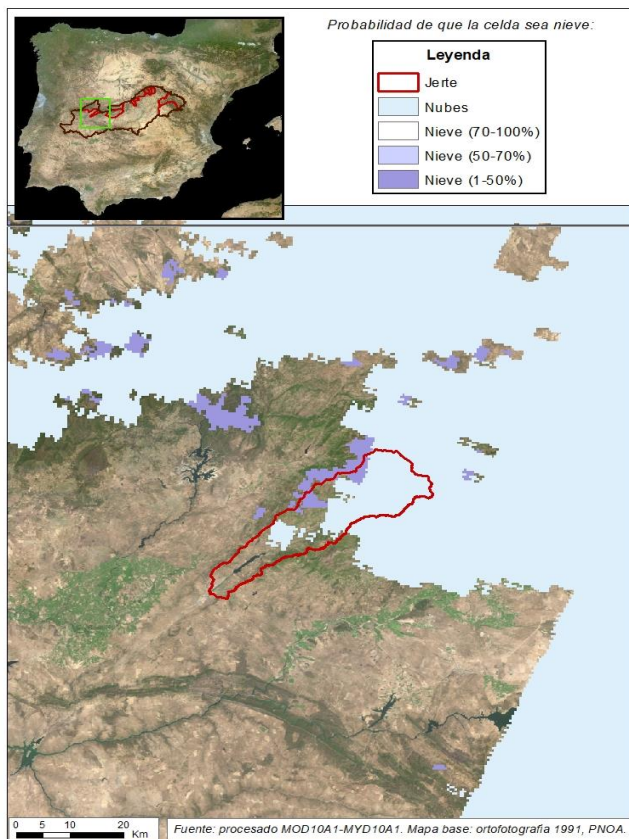 Probabilidad de que la celda sea nieve:
Leyenda
Jerte
Nubes
Nieve (70-100%)
Nieve (50-70%)
Nieve (1-50%)
0 5 10 20
Km
Fuente: procesado MOD10A1-MYD10A1. Mapa base: ortofotografia 1991, PNOA.